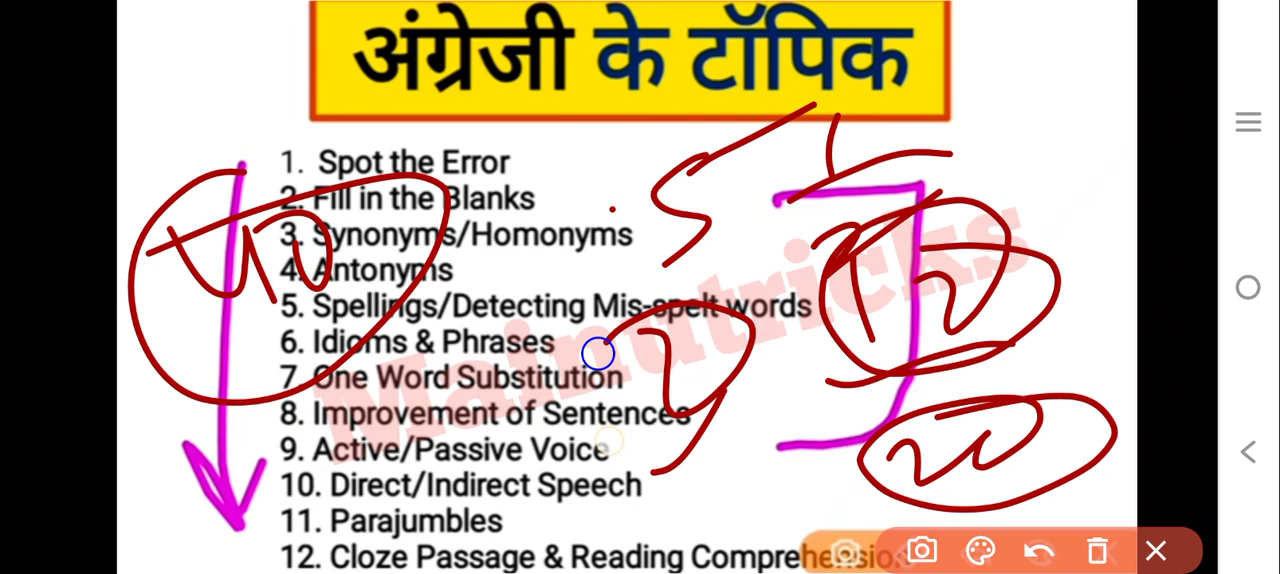 अंग्रेजी के टॉपिक
1. Spot the Error
2. Fill in the Blanks
3. Synonyms/Homonyms
4. Antonyms
5. Spellings/Detecting Mis-spelt words
6. Idioms & Phrases
7. One Word Substitution
8. Improvement of Sentences
9. Active/Passive Voice
10. Direct/Indirect Speech
11. Parajumbles
12. Cloze Passage & Reading Comprehension